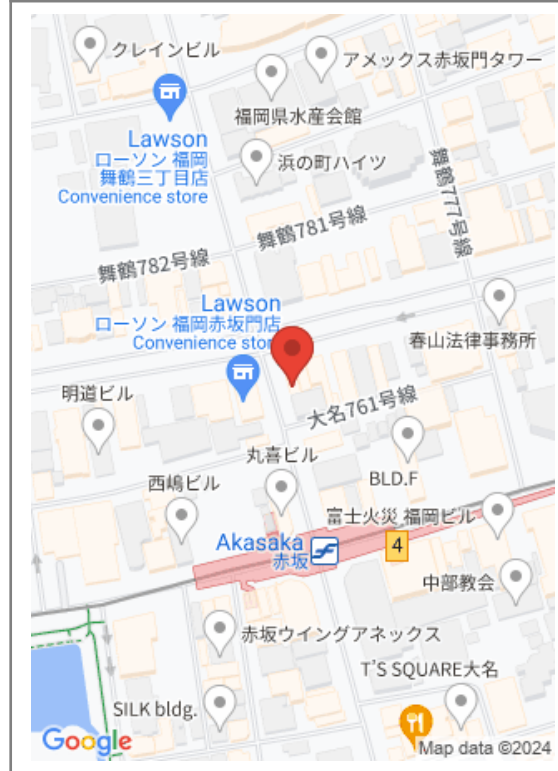 クレインビル
アメックス赤坂門タワー
Lawson
ローソン 福岡
舞鶴三丁目店
Convenience store
福岡県水産会館
浜の町ハイツ
舞鶴777号線
舞鶴781号線
舞鶴782号線
Lawson
ローソン 福岡赤坂門店
Convenience store
春山法律事務所
明道ビル
大名761号線
丸喜ビル
西嶋ビル
BLD.F
富士火災 福岡ビル
Akasaka
赤坂
4
中部教会
赤坂ウイングアネックス
T'S SQUARE大名
SILK bldg.
Google
Map data ©2024